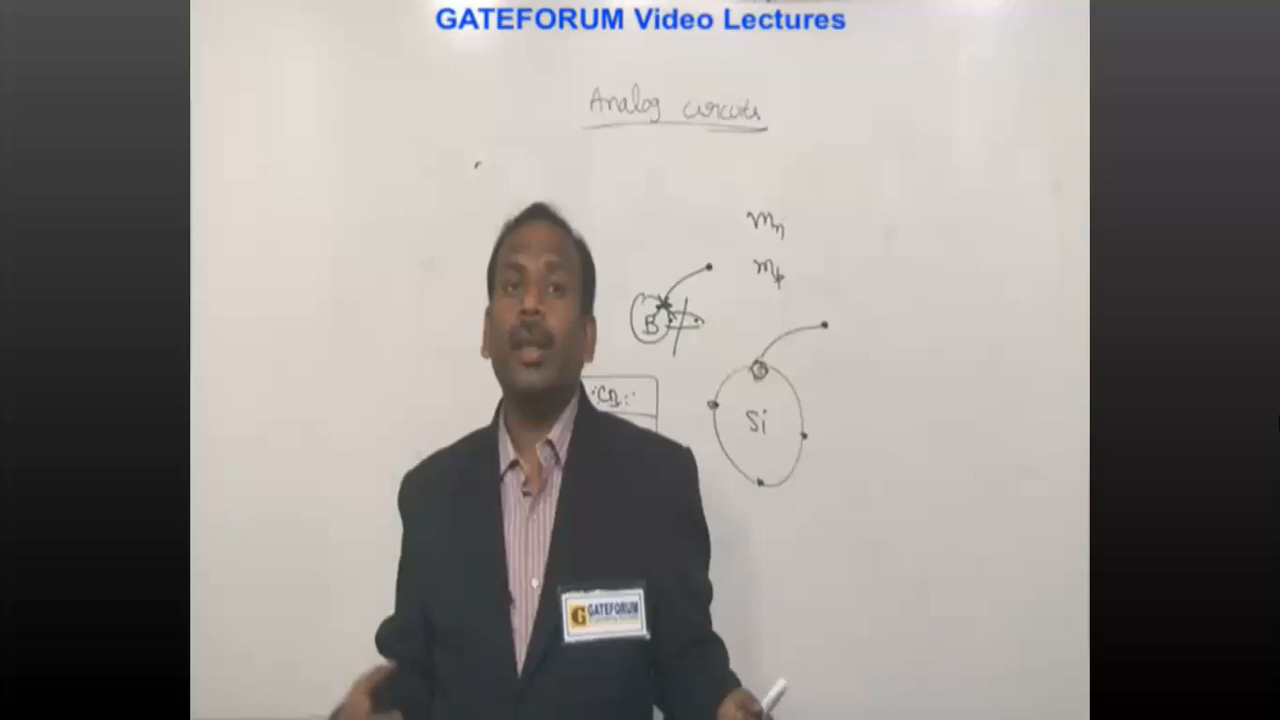 GATEFORUM Video Lectures
Analog circuits
mn
mp
B
CB
Si
GATEFORUM